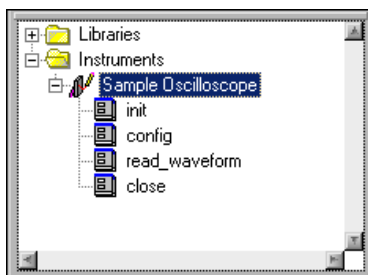 Libraries
Instruments
Sample Oscilloscope
init
config
read_waveform
close